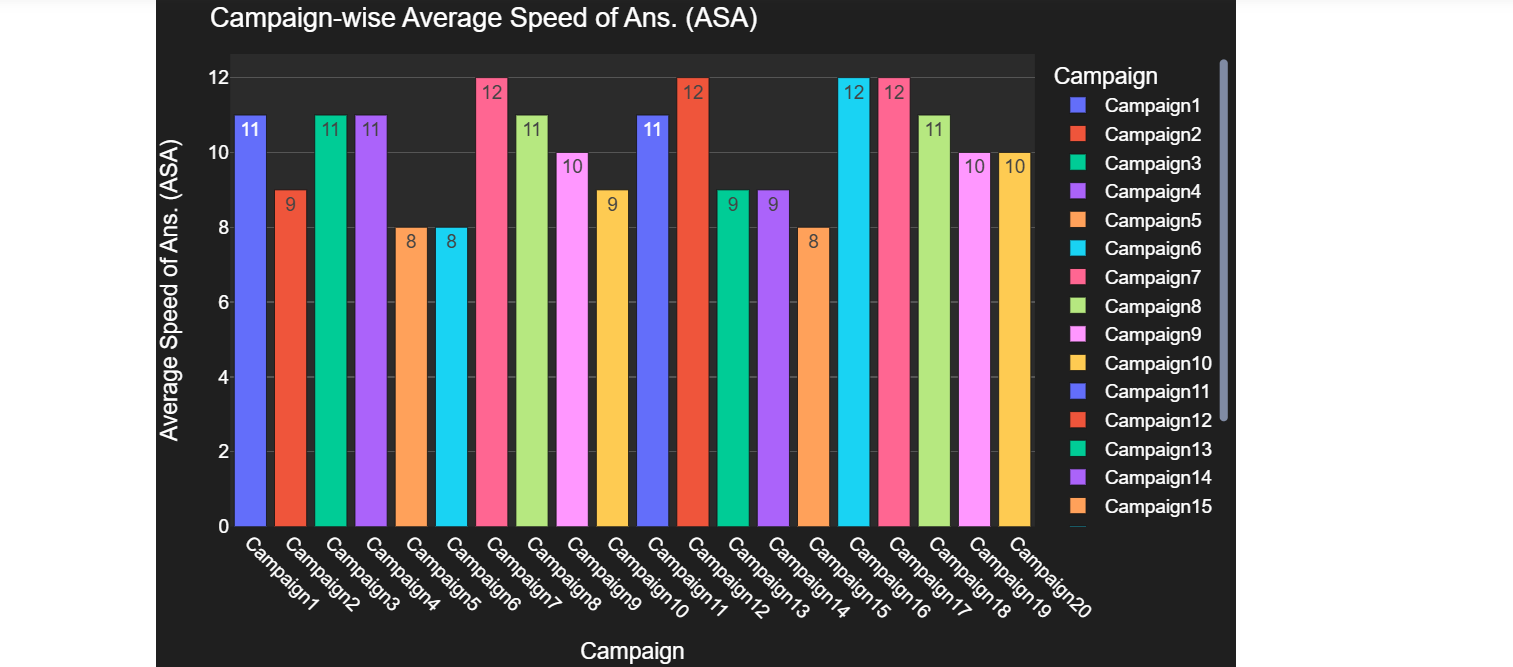 Campaign-wise Average Speed of Ans. (ASA)
Average Speed of Ans. (ASA)
12
10
8
6
4
2
0
11
9
11
11
8
8
12
11
10
9
11
12
9
9
8
12
12
11
10
10
Campaign1
Campaign2
Campaign3
Campaign4
Campaign5
Campaign6
Campaign7
Campaign8
Campaign9
Campaign10
Campaign11
Campaign12
Campaign13
Campaign14
Campaign15
Campaign16
Campaign17
Campaign18
Campaign19
Campaign20
Campaign
Campaign
Campaign1
Campaign2
Campaign3
Campaign4
Campaign5
Campaign6
Campaign7
Campaign8
Campaign9
Campaign10
Campaign11
Campaign12
Campaign13
Campaign14
Campaign15